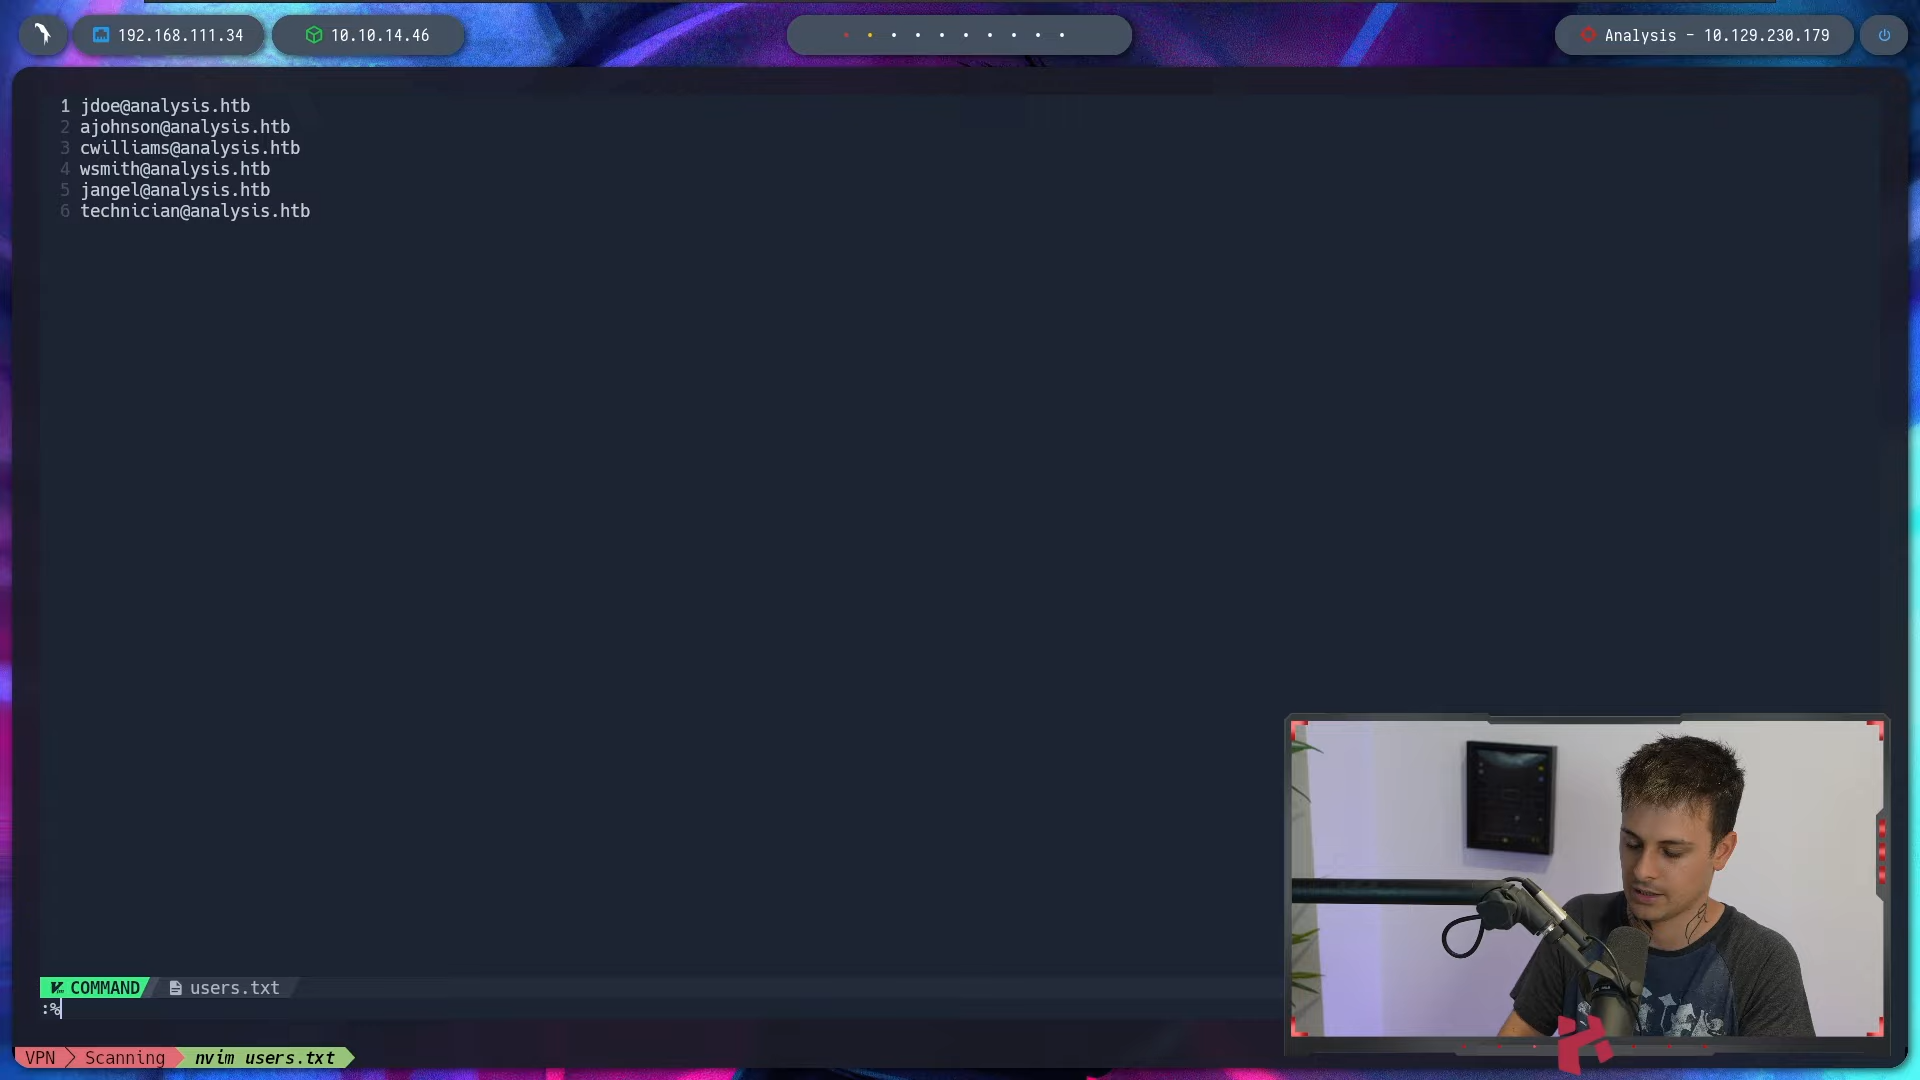 192.168.111.34
10.10.14.46
Analysis - 10.129.230.179
1 jdoe@analysis.htb
2 ajohnson@analysis.htb
3 cwilliams@analysis.htb
4 wsmith@analysis.htb
5 jangel@analysis.htb
6 technician@analysis.htb
COMMAND users.txt
:%
VPN Scanning nvim users.txt